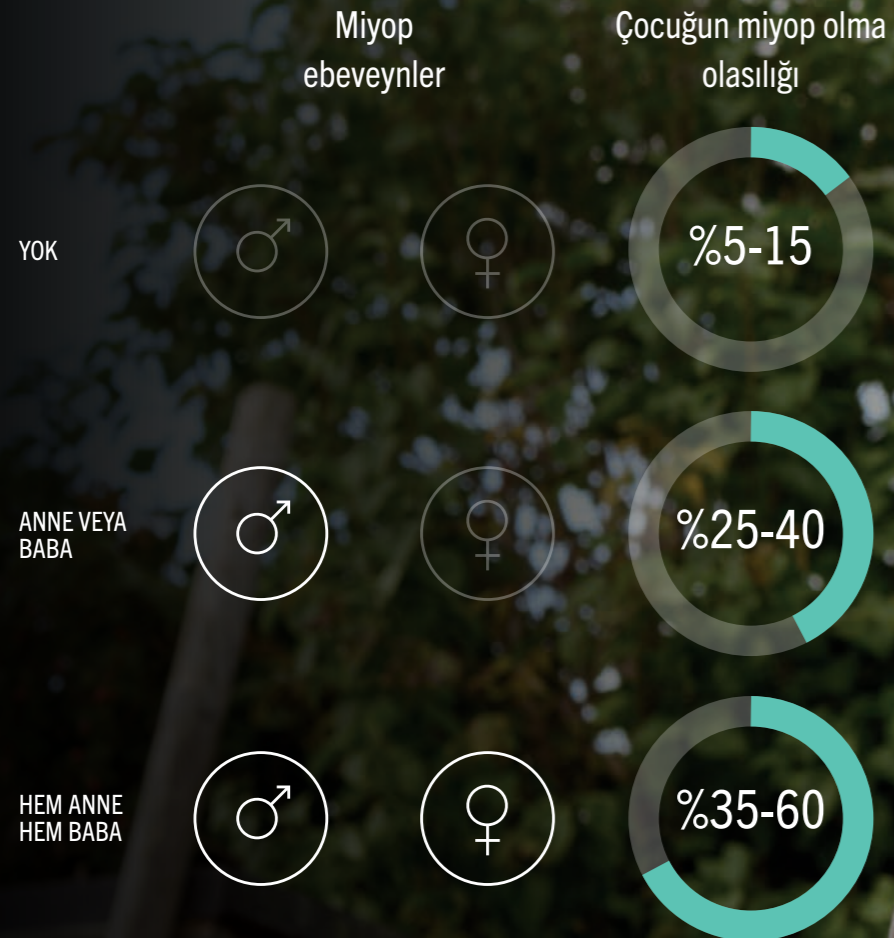 Miyop
ebeveynler
Çocuğun miyop olma
olasılığı
YOK
%5-15
ANNE VEYA
BABA
%25-40
HEM ANNE
HEM BABA
%35-60